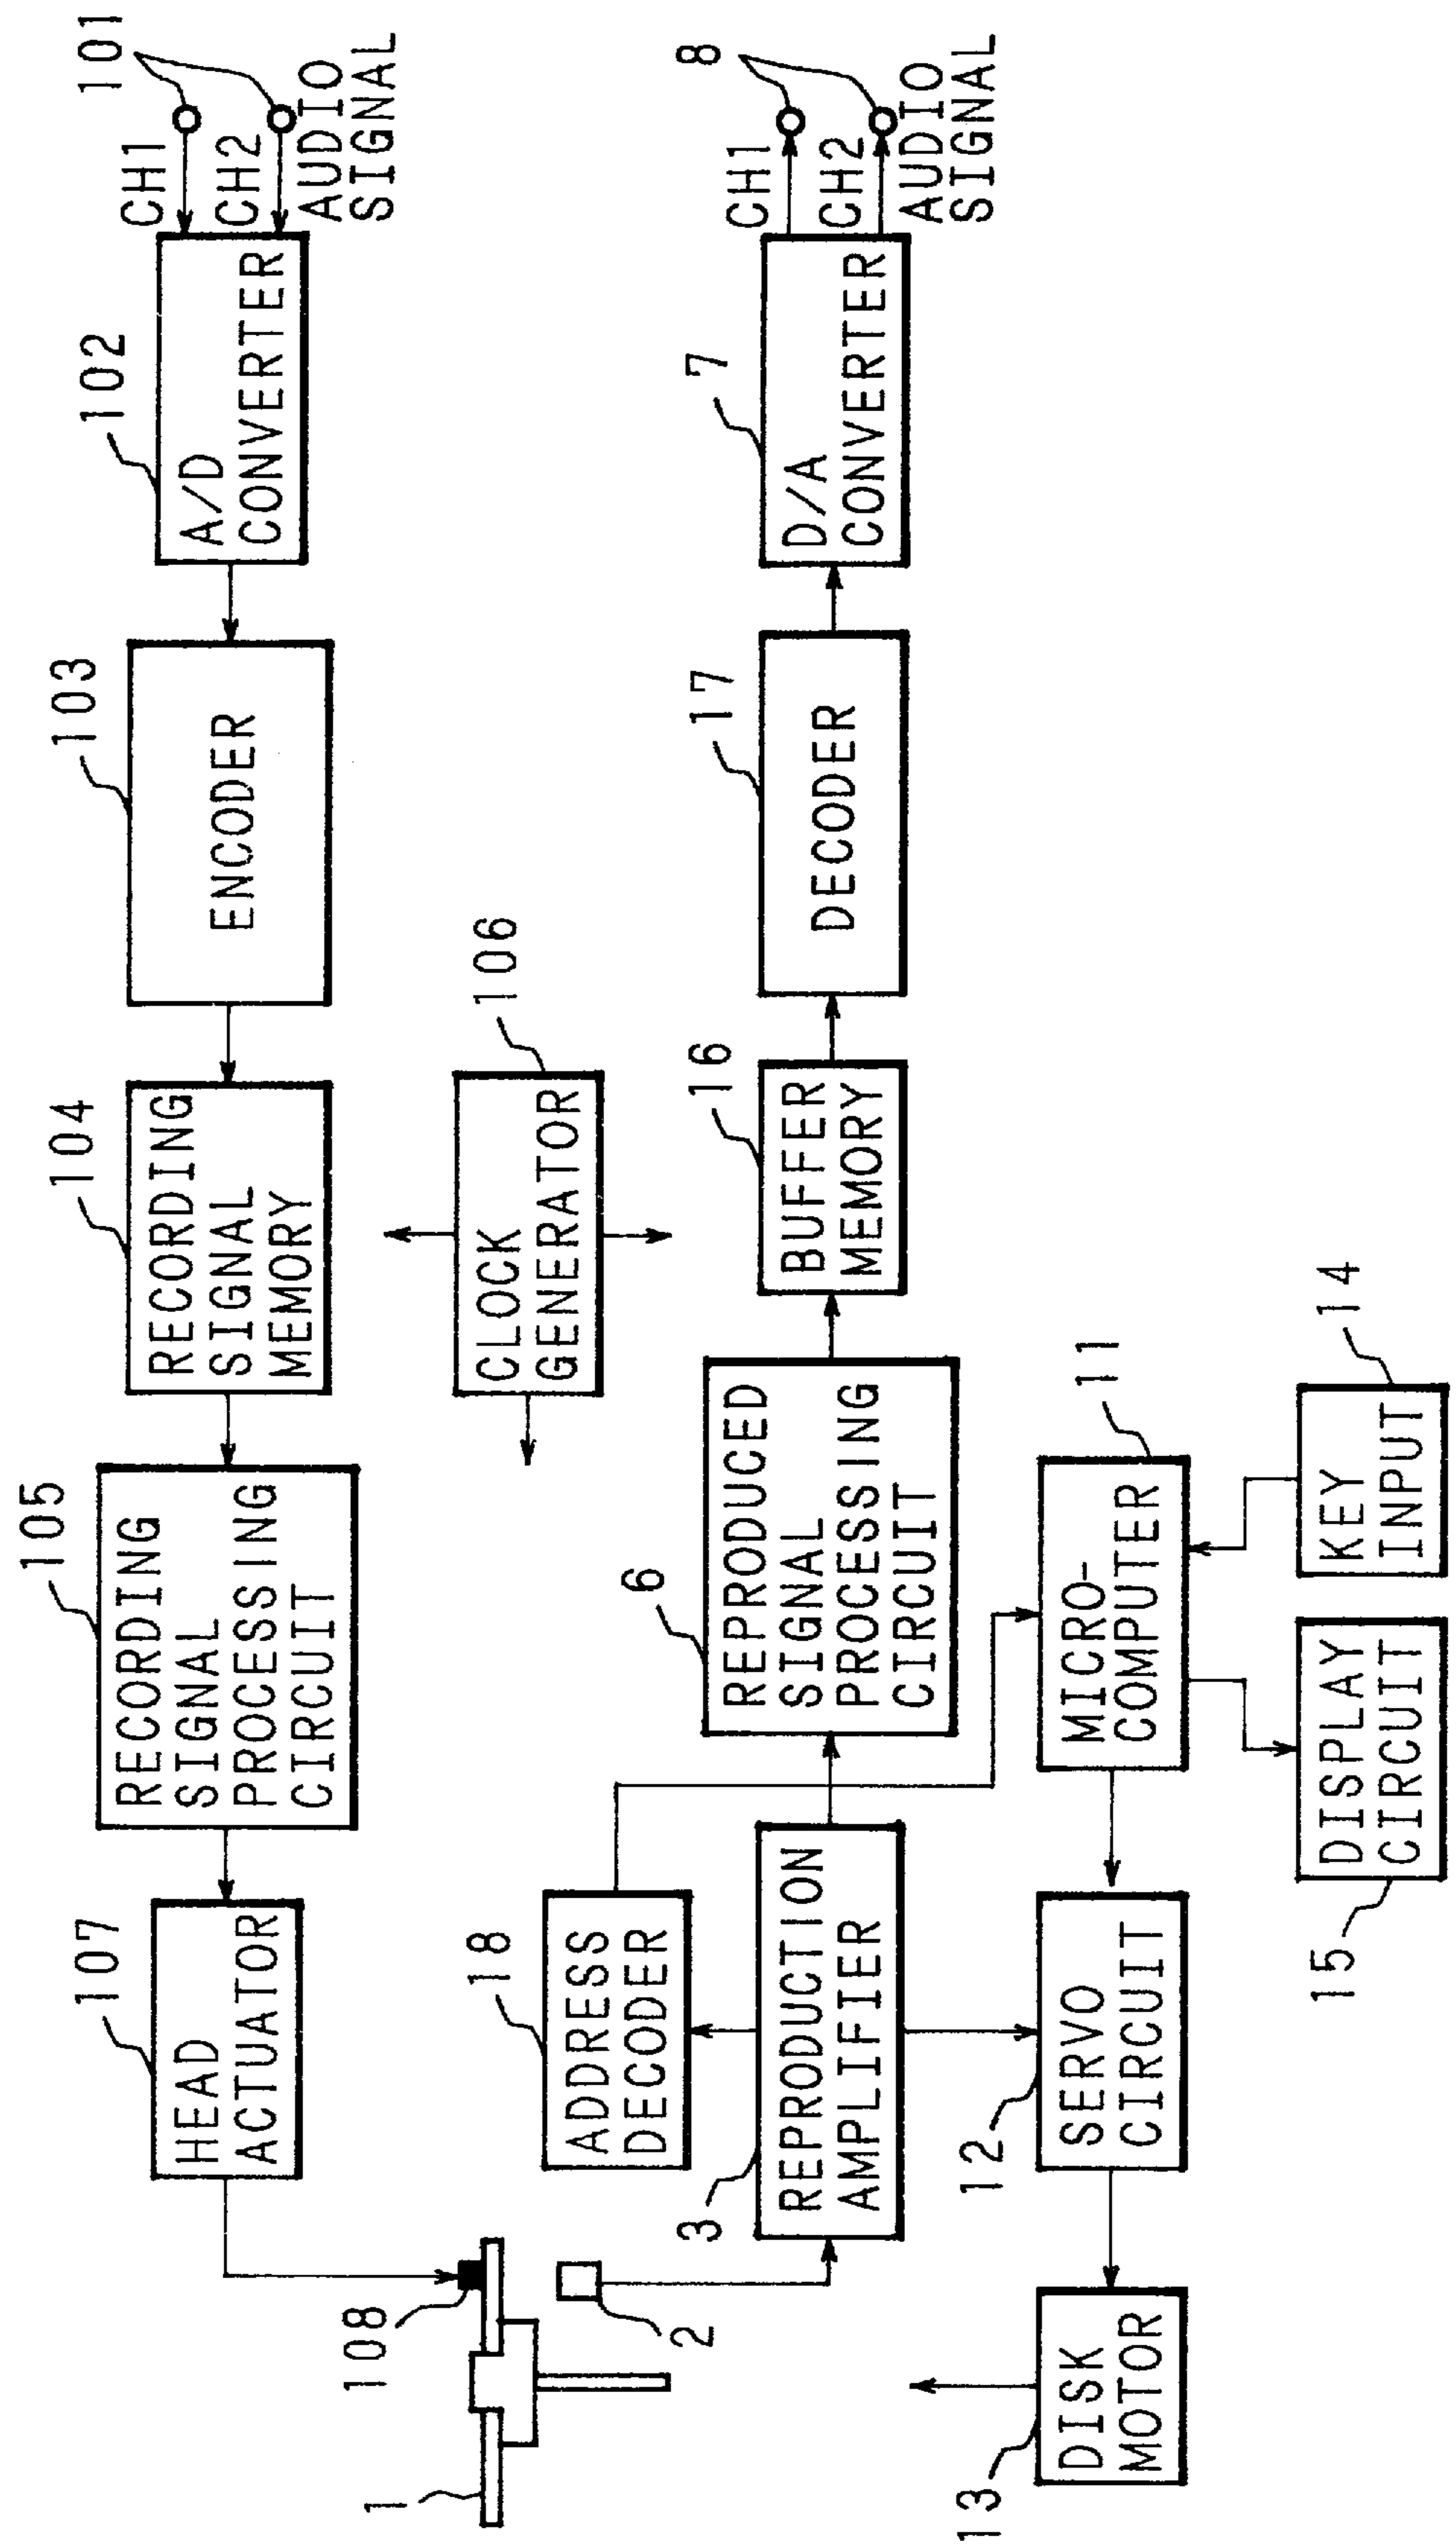 101
CH1
CH2
AUDIO
SIGNAL
102
A/D
CONVERTER
103
ENCODER
104
RECORDING
SIGNAL
MEMORY
105
RECORDING
SIGNAL
PROCESSING
CIRCUIT
107
HEAD
ACTUATOR
108
1
2
106
CLOCK
GENERATOR
8
CH1
CH2
AUDIO
SIGNAL
7
D/A
CONVERTER
17
DECODER
16
BUFFER
MEMORY
6
REPRODUCED
SIGNAL
PROCESSING
CIRCUIT
18
ADDRESS
DECODER
3
REPRODUCTION
AMPLIFIER
11
MICRO-
COMPUTER
12
SERVO
CIRCUIT
13
DISK
MOTOR
14
KEY
INPUT
15
DISPLAY
CIRCUIT